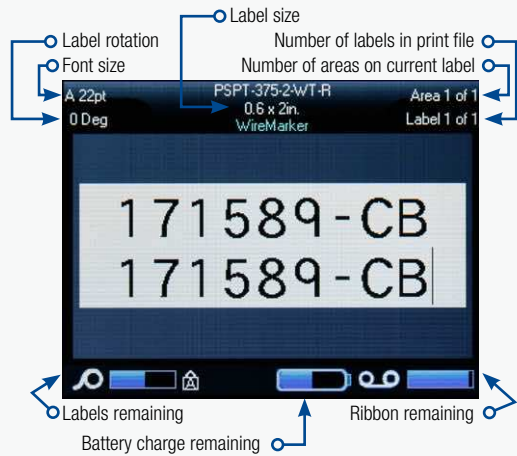 Label size
Label rotation
Number of labels in print file
Font size
Number of areas on current label
A 22pt
PSPT-375-2-WT-R
Area 1 of 1
0 Deg
0.6 x 2in.
Label 1 of 1
WireMarker
171589-CB
171589-CB
A
Labels remaining
Ribbon remaining
Battery charge remaining